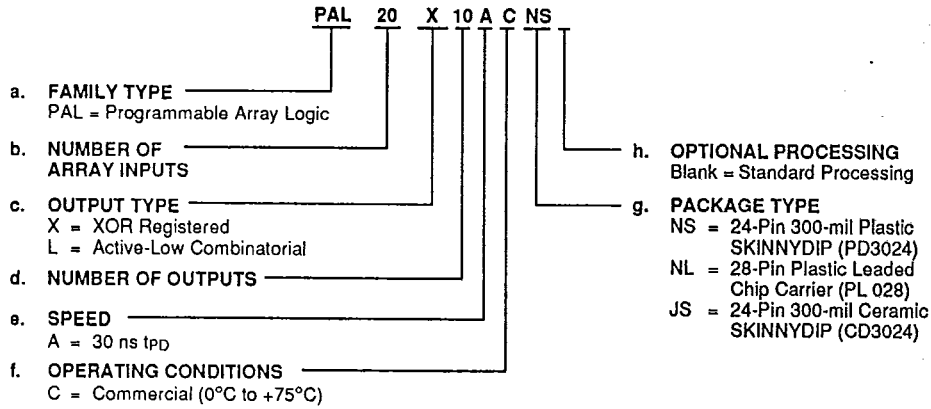 PAL 20 X 10 A C NS _
a. FAMILY TYPE
PAL = Programmable Array Logic
b. NUMBER OF
ARRAY INPUTS
c. OUTPUT TYPE
X = XOR Registered
L = Active-Low Combinatorial
d. NUMBER OF OUTPUTS
e. SPEED
A = 30 ns tPD
f. OPERATING CONDITIONS
C = Commercial (0°C to +75°C)
h. OPTIONAL PROCESSING
Blank = Standard Processing
g. PACKAGE TYPE
NS = 24-Pin 300-mil Plastic
SKINNYDIP (PD3024)
NL = 28-Pin Plastic Leaded
Chip Carrier (PL 028)
JS = 24-Pin 300-mil Ceramic
SKINNYDIP (CD3024)